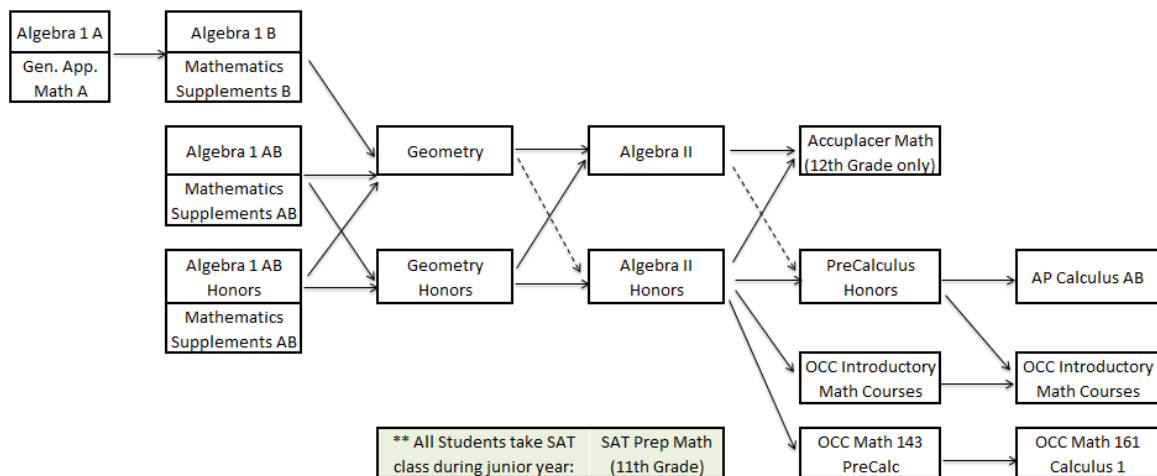 Algebra 1 A
Gen. App.
Math A
Algebra 1 B
Mathematics
Supplements B
Algebra 1 AB
Mathematics
Supplements AB
Algebra 1 AB
Honors
Mathematics
Supplements AB
Geometry
Geometry
Honors
Algebra II
Algebra II
Honors
Accuplacer Math
(12th Grade only)
PreCalculus
Honors
AP Calculus AB
OCC Introductory
Math Courses
OCC Introductory
Math Courses
OCC Math 143
PreCalc
OCC Math 161
Calculus 1
** All Students take SAT
class during junior year:
SAT Prep Math
(11th Grade)